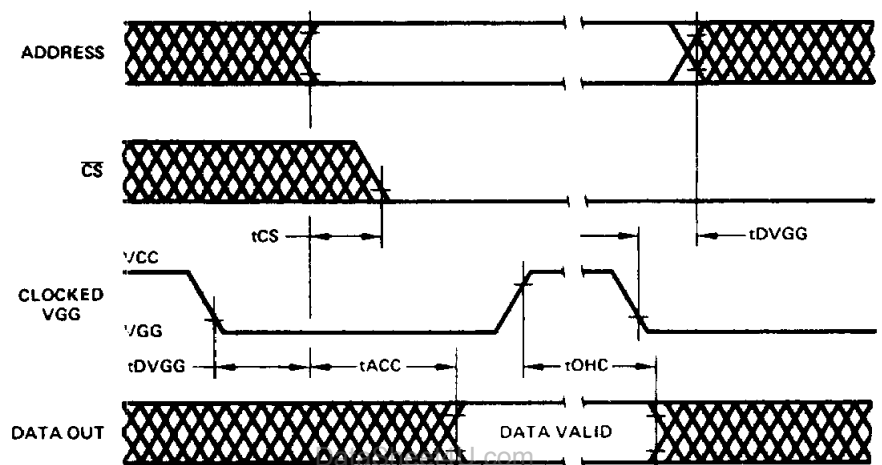 ADDRESS
CS
tCS
tDVGG
VCC
CLOCKED
VGG
VGG
tDVGG
tACC
tOHC
DATA OUT
DATA VALID